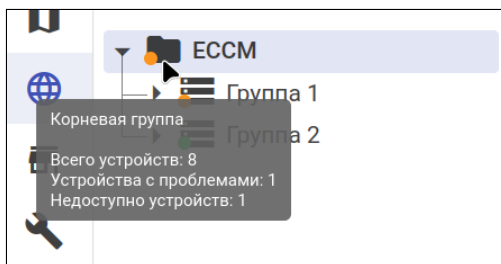 ECCM
Группа 1
Группа 2
Корневая группа
Всего устройств: 8
Устройства с проблемами: 1
Недоступно устройств: 1